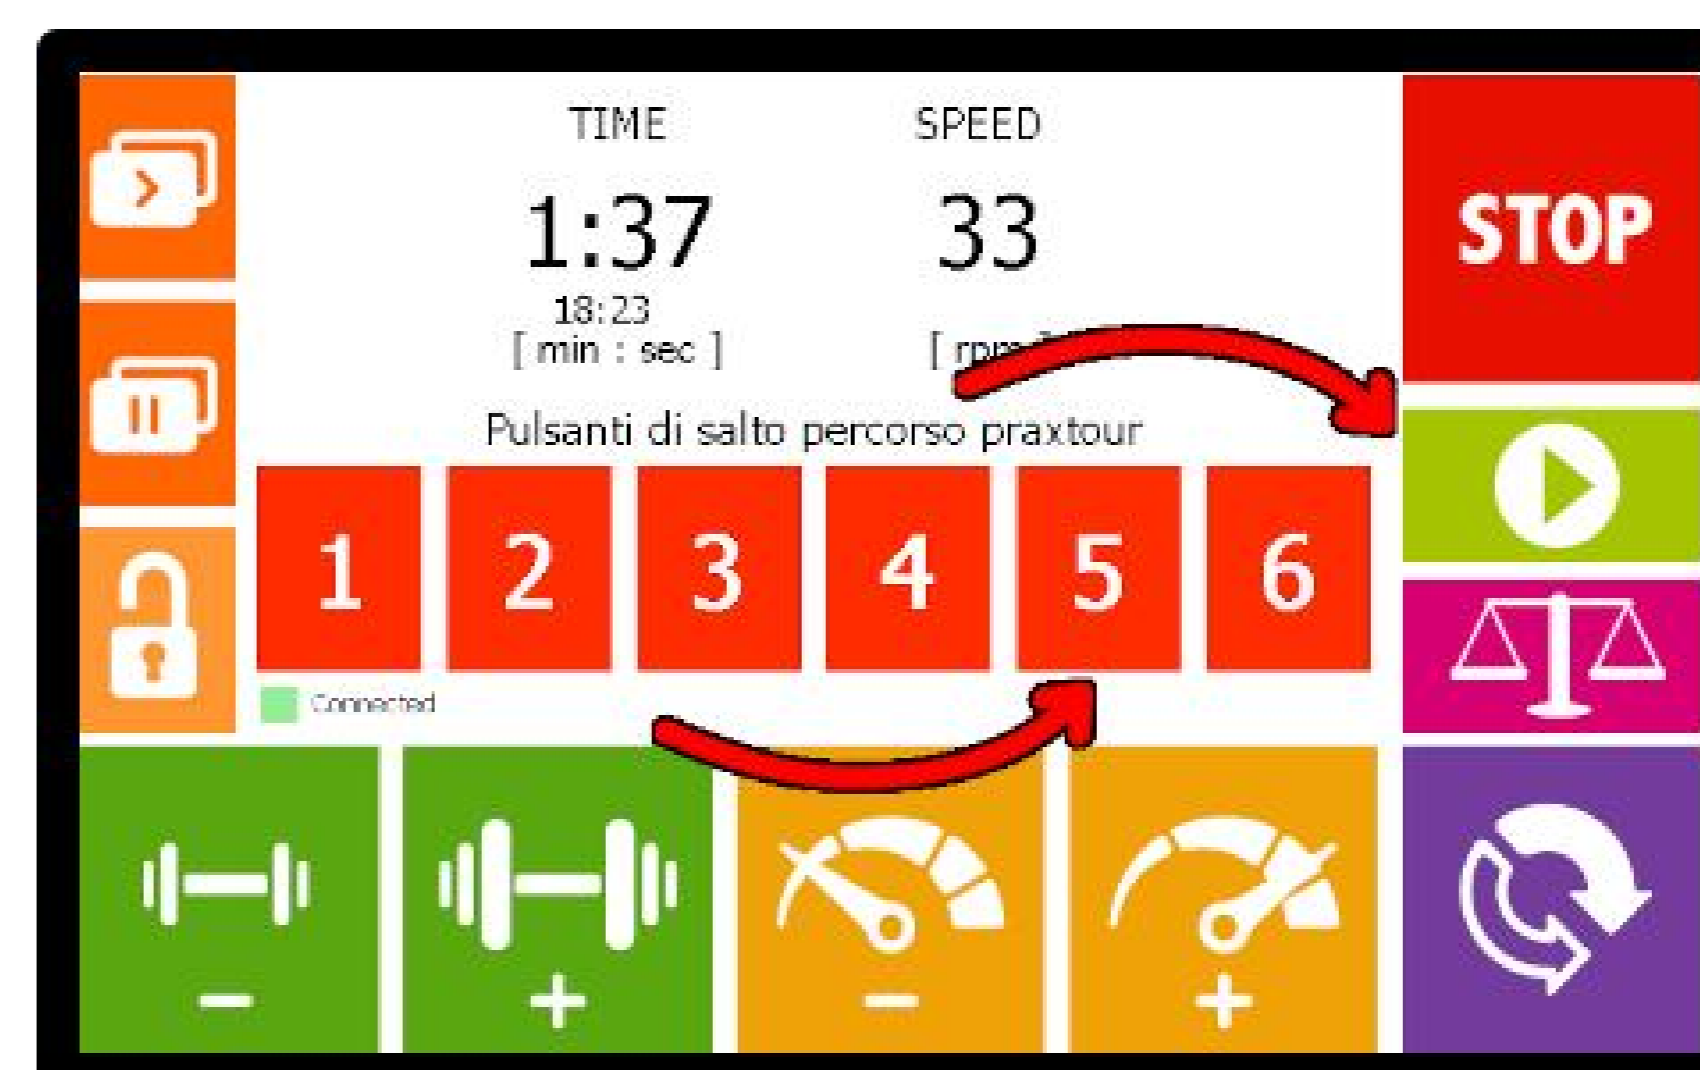 TIME SPEED
1:37 33
18:23
[ min : sec ] [ rpm ]
STOP
Pulsanti di salto percorso praxtour
1 2 3 4 5 6
Connected
- + - +